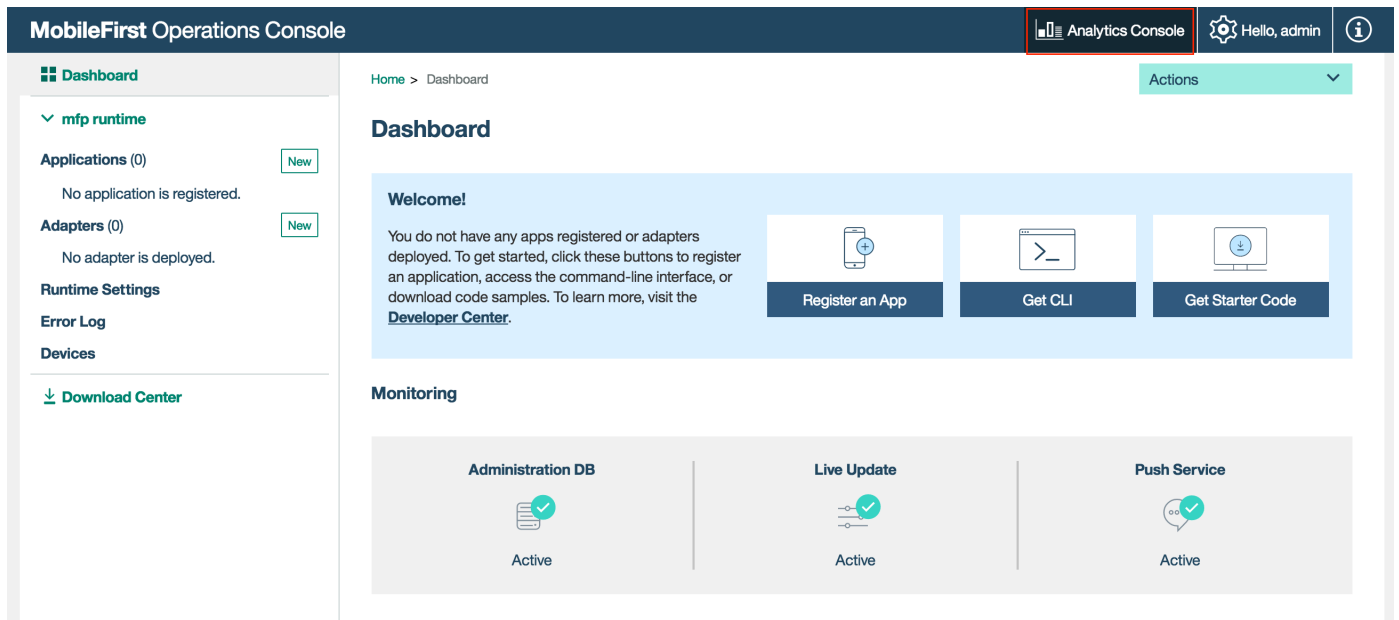 MobileFirst Operations Console
Analytics Console
Hello, admin
Dashboard
mfp runtime
Applications (0)
New
No application is registered.
Adapters (0)
New
No adapter is deployed.
Runtime Settings
Error Log
Devices
Download Center
Home > Dashboard
Actions
Dashboard
Welcome!
You do not have any apps registered or adapters
deployed. To get started, click these buttons to register
an application, access the command-line interface, or
download code samples. To learn more, visit the
Developer Center.
Register an App
Get CLI
Get Starter Code
Monitoring
Administration DB
Active
Live Update
Active
Push Service
Active